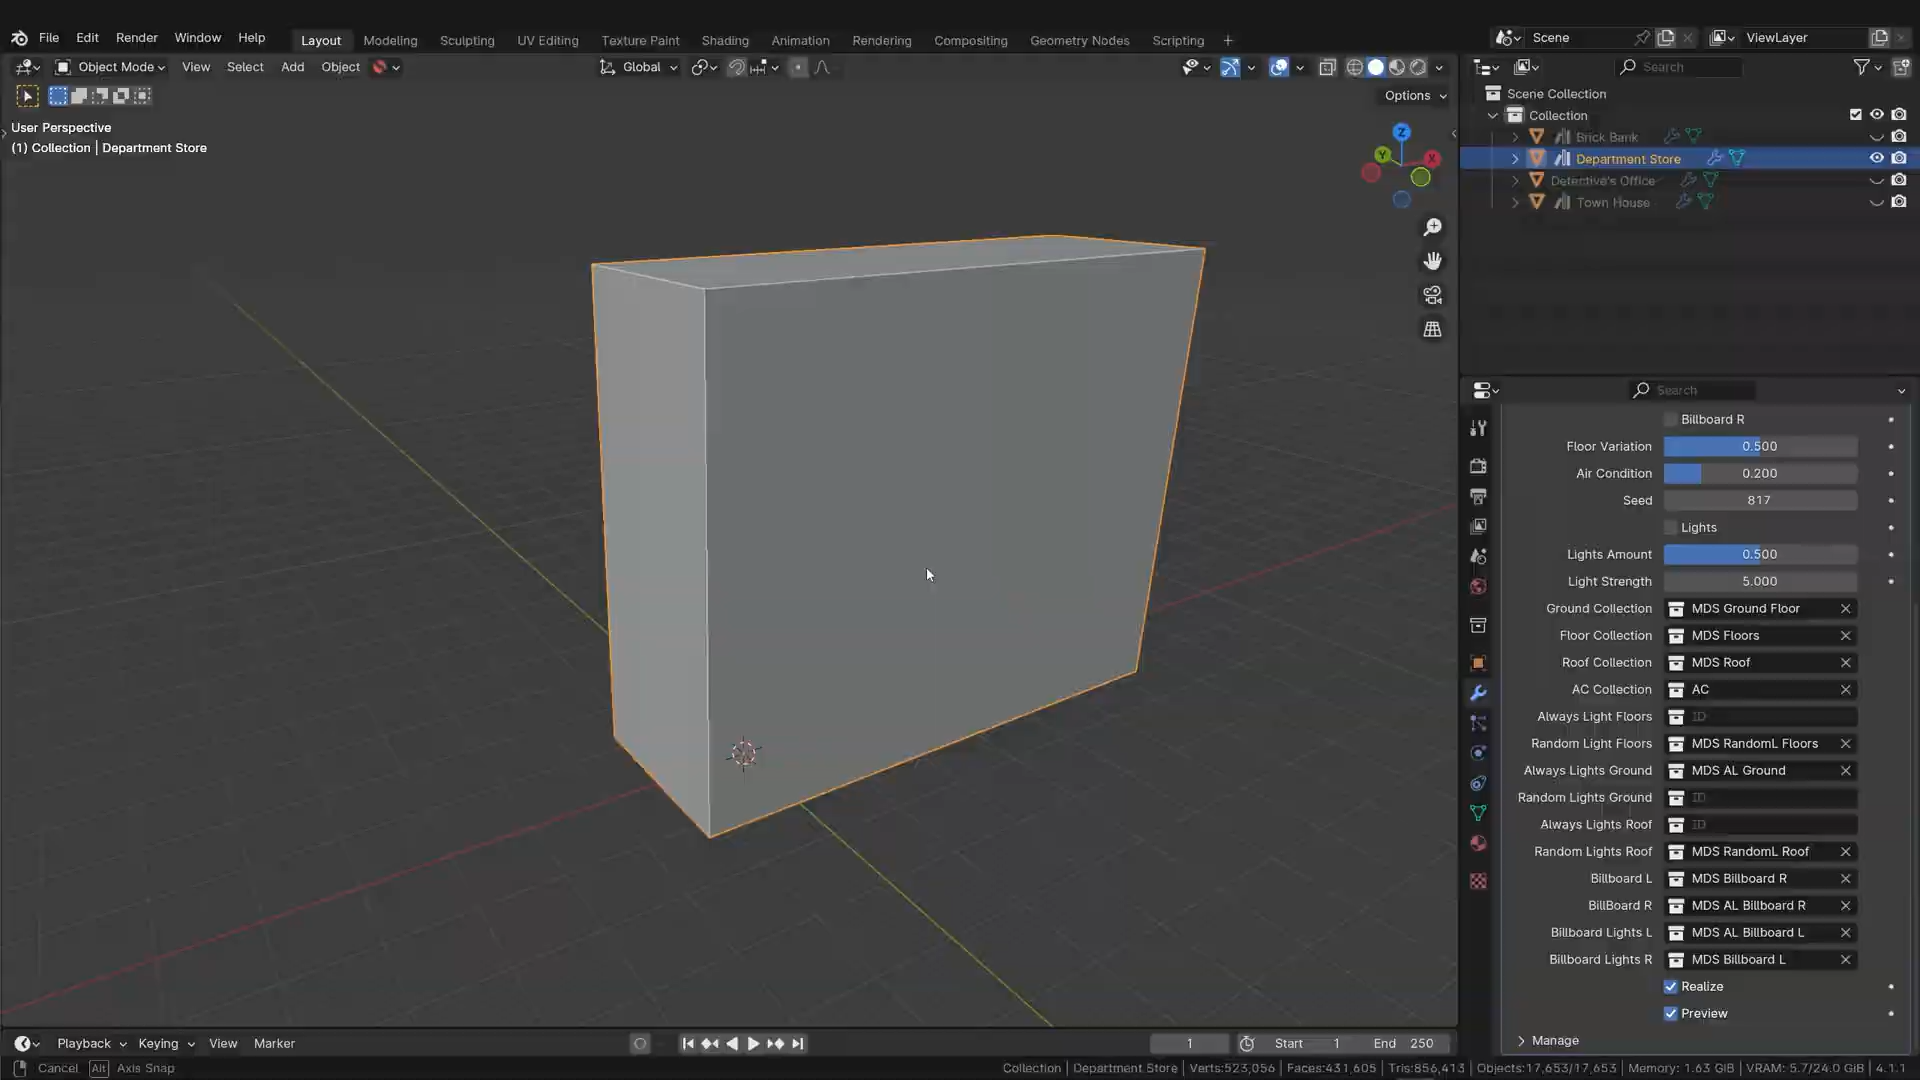 File Edit Render Window Help
Layout Modeling Sculpting UV Editing Texture Paint Shading Animation Rendering Compositing Geometry Nodes Scripting +
Scene
ViewLayer
Object Mode View Select Add Object
Global
Options
User Perspective
(1) Collection | Department Store
Z
Y
X
Search
Scene Collection
Collection
Brick Bank
Department Store
Detective's Office
Town House
Search
Billboard R
Floor Variation 0.500
Air Condition 0.200
Seed 817
Lights
Lights Amount 0.500
Light Strength 5.000
Ground Collection MDS Ground Floor
Floor Collection MDS Floors
Roof Collection MDS Roof
AC Collection AC
Always Light Floors ID
Random Light Floors MDS RandomL Floors
Always Lights Ground MDS AL Ground
Random Lights Ground ID
Always Lights Roof ID
Random Lights Roof MDS RandomL Roof
Billboard L MDS Billboard R
BillBoard R MDS AL Billboard R
Billboard Lights L MDS AL Billboard L
Billboard Lights R MDS Billboard L
Realize
Preview
Manage
Playback Keying View Marker
1
Start 1 End 250
Cancel Alt Axis Snap
Collection | Department Store | Verts:523,056 | Faces:431,605 | Tris:856,413 | Objects:17,653/17,653 | Memory: 1.63 GiB | VRAM: 5.7/24.0 GiB | 4.1.1